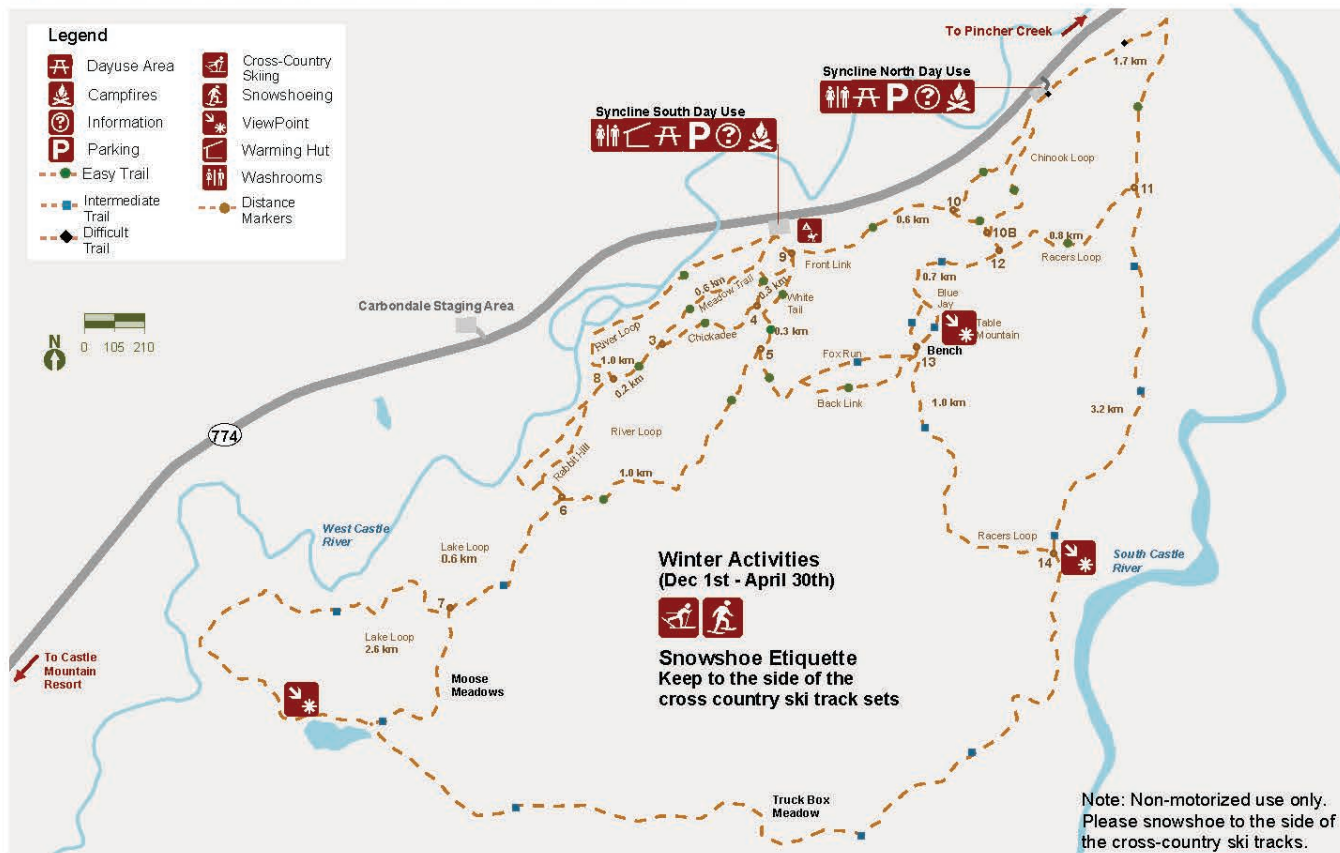 Legend
Dayuse Area
Campfires
Information
Parking
Easy Trail
Intermediate
Trail
Difficult
Trail
Cross-Country
Skiing
Snowshoeing
ViewPoint
Warming Hut
Washrooms
Distance
Markers
N
0 105 210
To Pincher Creek
Syncline North Day Use
P ?
Syncline South Day Use
P ?
1.7 km
Chinook Loop
11
10
0.6 km
10B
0.8 km
Racers Loop
12
9
Front Link
0.7 km
Blue
Jay
Table
Mountain
Bench
13
0.6 km
Meadow Trail
0.3 km
White
Tail
4
Chickadee
3
0.3 km
5
Carbondale Staging Area
River Loop
1.0 km
8
0.2 km
Fox Run
Back Link
1.0 km
3.2 km
774
River Loop
Rabbit Hill
1.0 km
6
West Castle
River
Lake Loop
0.6 km
7
Lake Loop
2.6 km
Moose
Meadows
To Castle
Mountain
Resort
Racers Loop
14
South Castle
River
Winter Activities
(Dec 1st - April 30th)
Snowshoe Etiquette
Keep to the side of the
cross country ski track sets
Truck Box
Meadow
Note: Non-motorized use only.
Please snowshoe to the side of
the cross-country ski tracks.